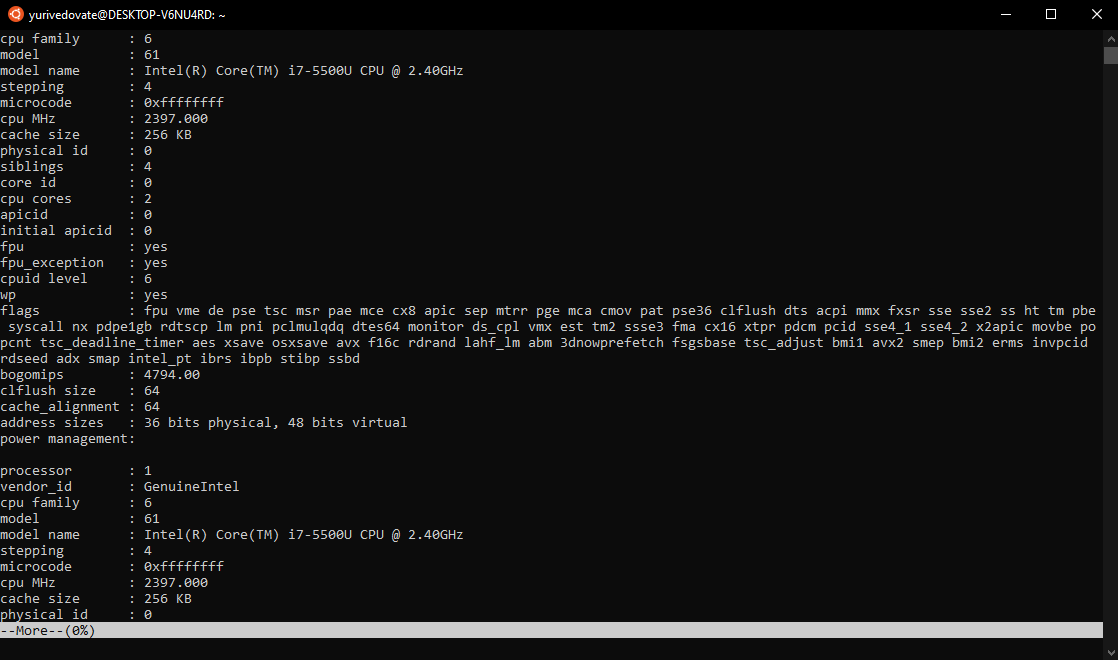 yurivedovate@DESKTOP-V6NU4RD: ~
cpu family      : 6
model           : 61
model name      : Intel(R) Core(TM) i7-5500U CPU @ 2.40GHz
stepping        : 4
microcode       : 0xffffffff
cpu MHz         : 2397.000
cache size      : 256 KB
physical id     : 0
siblings        : 4
core id         : 0
cpu cores       : 2
apicid          : 0
initial apicid  : 0
fpu             : yes
fpu_exception   : yes
cpuid level     : 6
wp              : yes
flags           : fpu vme de pse tsc msr pae mce cx8 apic sep mtrr pge mca cmov pat pse36 clflush dts acpi mmx fxsr sse sse2 ss ht tm pbe
 syscall nx pdpe1gb rdtscp lm pni pclmulqdq dtes64 monitor ds_cpl vmx est tm2 ssse3 fma cx16 xtpr pdcm pcid sse4_1 sse4_2 x2apic movbe po
pcnt tsc_deadline_timer aes xsave osxsave avx f16c rdrand lahf_lm abm 3dnowprefetch fsgsbase tsc_adjust bmi1 avx2 smep bmi2 erms invpcid
rdseed adx smap intel_pt ibrs ibpb stibp ssbd
bogomips        : 4794.00
clflush size    : 64
cache_alignment : 64
address sizes   : 36 bits physical, 48 bits virtual
power management:

processor       : 1
vendor_id       : GenuineIntel
cpu family      : 6
model           : 61
model name      : Intel(R) Core(TM) i7-5500U CPU @ 2.40GHz
stepping        : 4
microcode       : 0xffffffff
cpu MHz         : 2397.000
cache size      : 256 KB
physical id     : 0
--More--(0%)